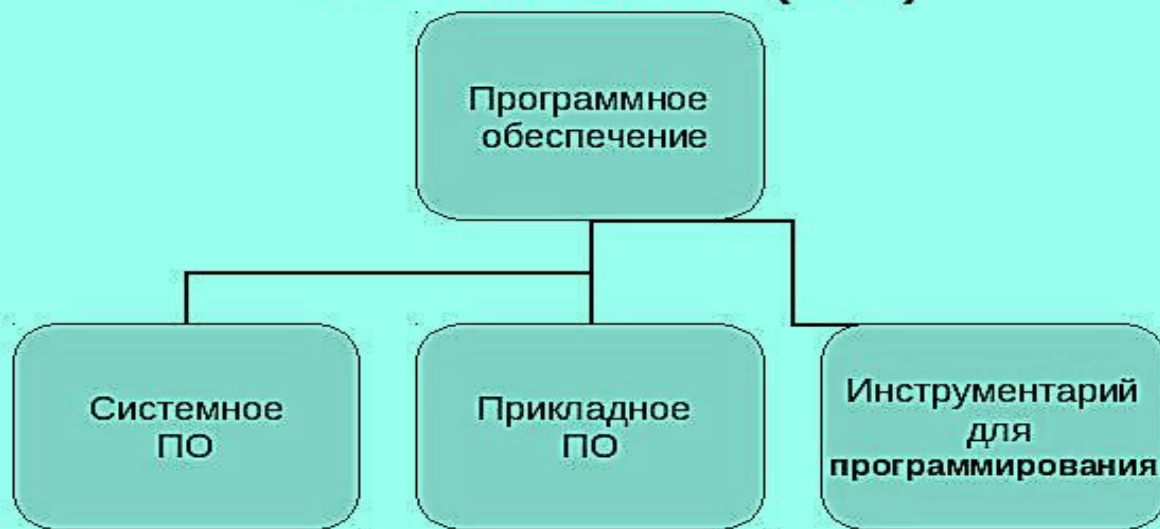 Программное
обеспечение
Системное
ПО
Прикладное
ПО
Инструментарий
для
программирования